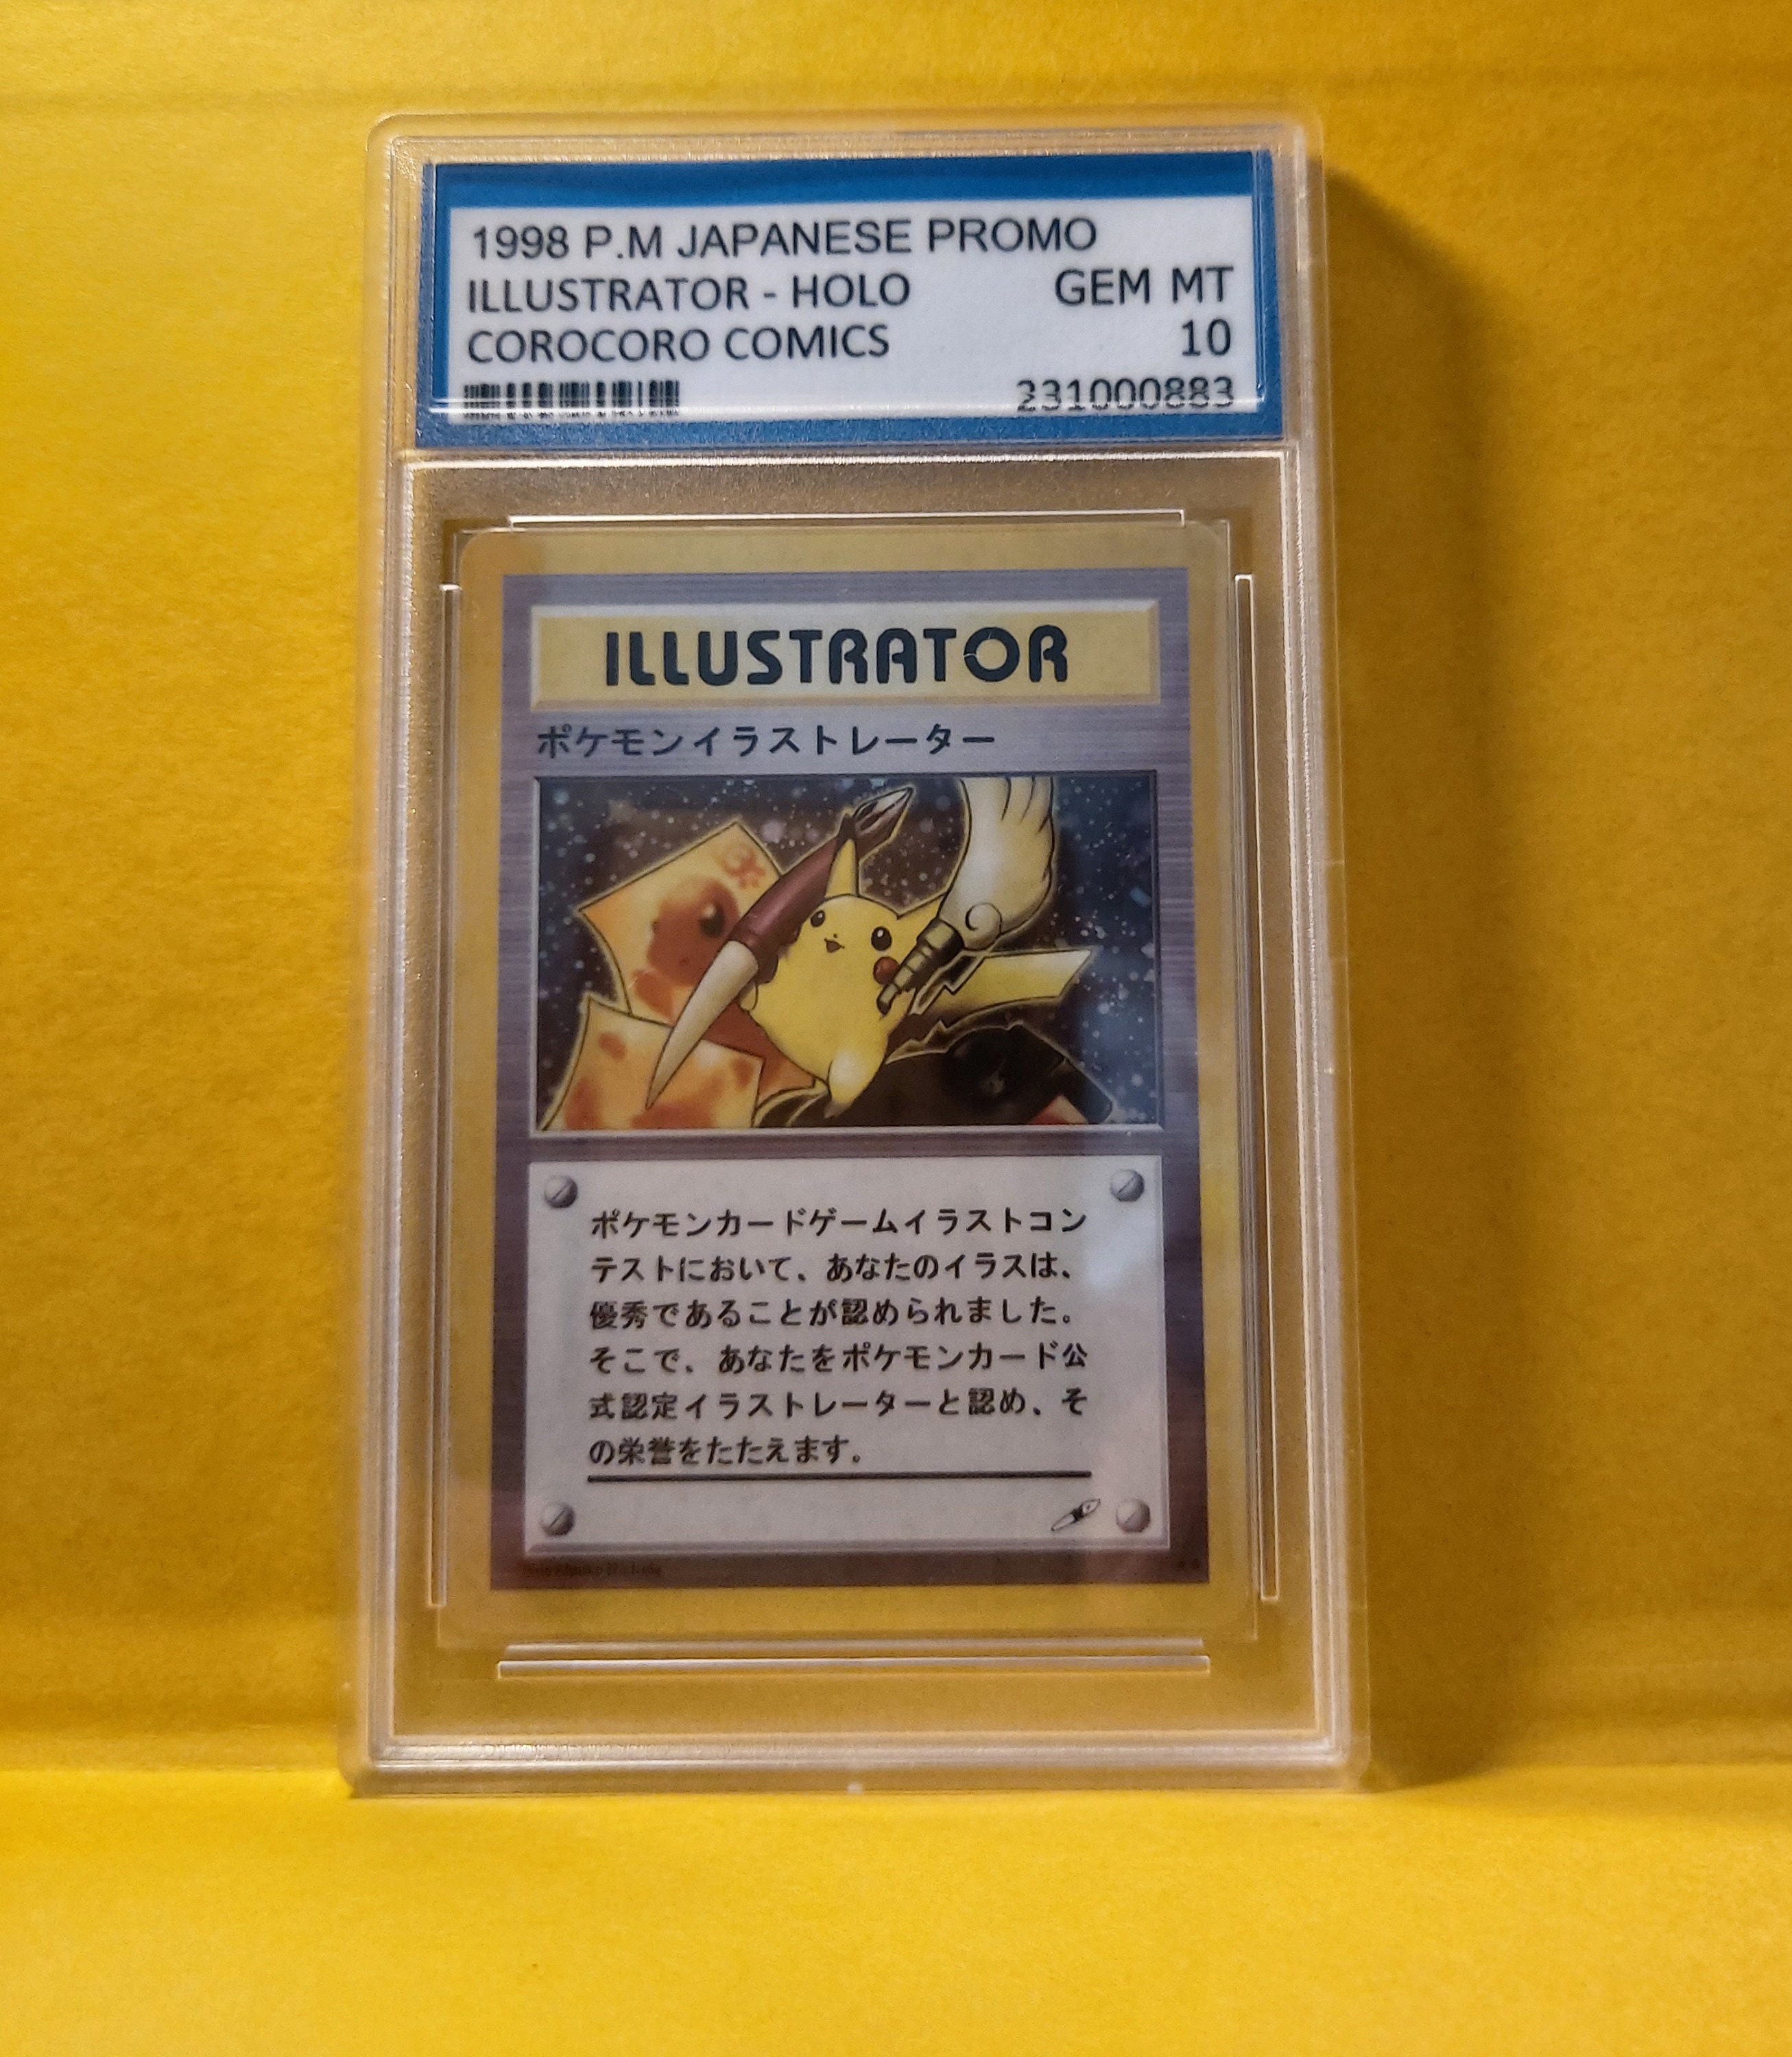 1998 P.M JAPANESE PROMO
ILLUSTRATOR - HOLO GEM MT
COROCORO COMICS 10
231000883
ILLUSTRATOR
ポケモンイラストレーター
ポケモンカードゲームイラストコン
テストにおいて、あなたのイラスは、
優秀であることが認められました。
そこで、あなたをポケモンカード公
式認定イラストレーターと認め、そ
の栄誉をたたえます。